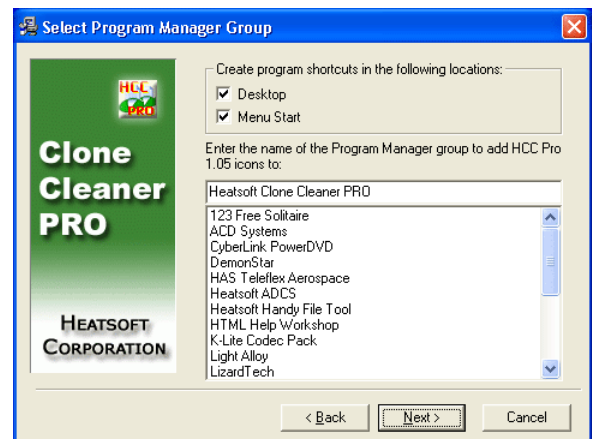 Select Program Manager Group
HCC
PRO
Clone
Cleaner
PRO
HEATSOFT
CORPORATION
Create program shortcuts in the following locations:
Desktop
Menu Start
Enter the name of the Program Manager group to add HCC Pro
1.05 icons to:
Heatsoft Clone Cleaner PRO
123 Free Solitaire
ACD Systems
CyberLink PowerDVD
DemonStar
HAS Teleflex Aerospace
Heatsoft ADCS
Heatsoft Handy File Tool
HTML Help Workshop
K-Lite Codec Pack
Light Alloy
LizardTech
< Back
Next >
Cancel